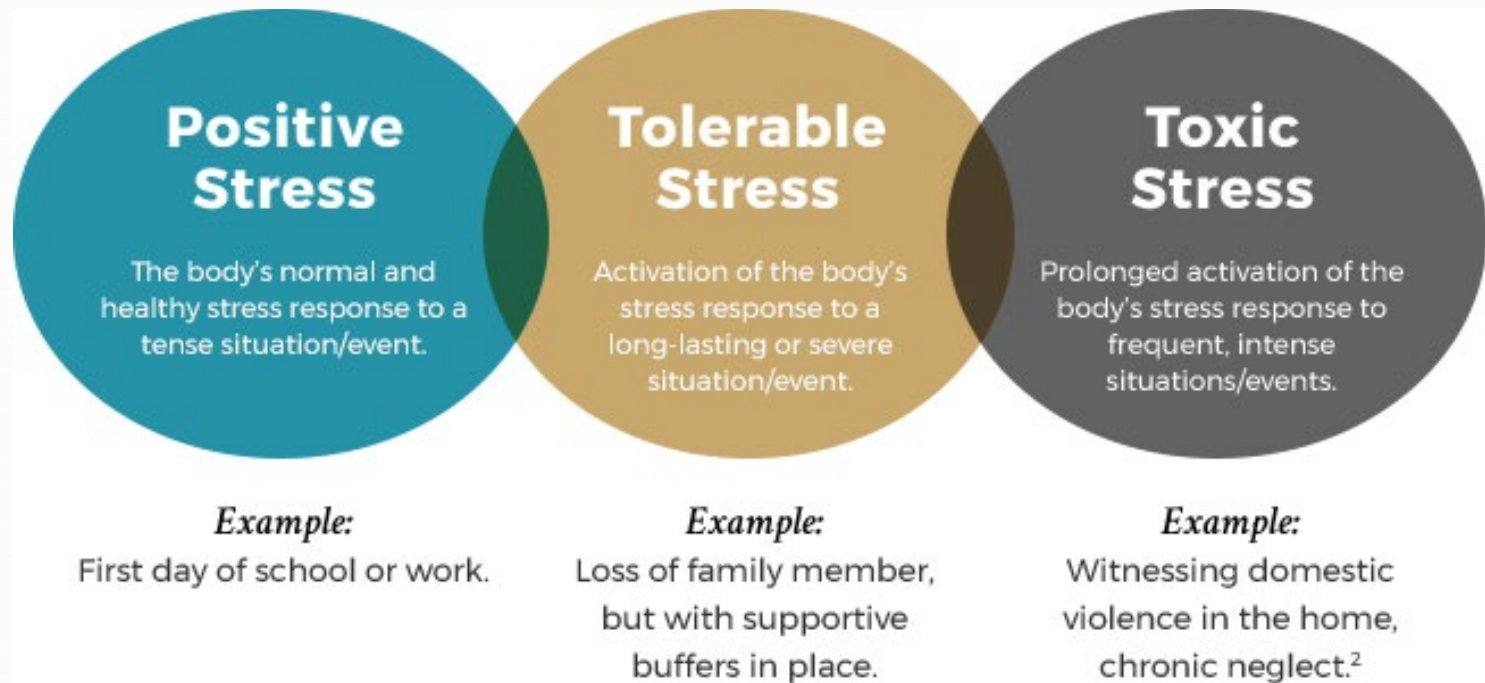 Positive
Stress
The body's normal and
healthy stress response to a
tense situation/event.
Example:
First day of school or work.
Tolerable
Stress
Activation of the body's
stress response to a
long-lasting or severe
situation/event.
Example:
Loss of family member,
but with supportive
buffers in place.
Toxic
Stress
Prolonged activation of the
body's stress response to
frequent, intense
situations/events.
Example:
Witnessing domestic
violence in the home,
chronic neglect.²